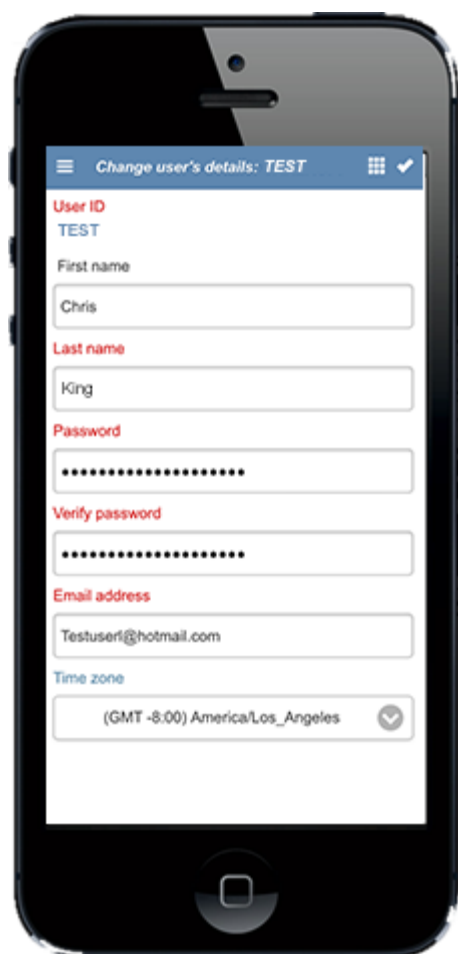 Change user's details: TEST
User ID
TEST
First name
Chris
Last name
King
Password
••••••••••••••••••••
Verify password
••••••••••••••••••••
Email address
Testuserl@hotmail.com
Time zone
(GMT -8:00) America/Los_Angeles